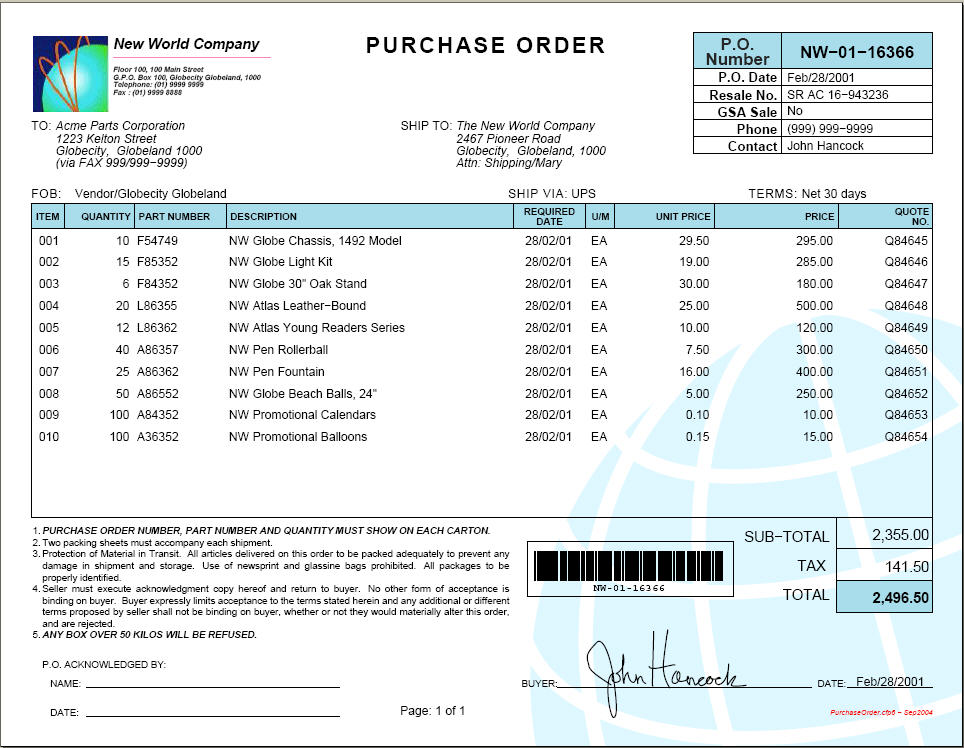 New World Company
Floor 100, 100 Main Street
G.P.O. Box 100, Globecity Globeland, 1000
Telephone: (01) 9999 9999
Fax : (01) 9999 8888
PURCHASE ORDER
P.O. Number NW-01-16366
P.O. Date Feb/28/2001
Resale No. SR AC 16-943236
GSA Sale No
Phone (999) 999-9999
Contact John Hancock
TO: Acme Parts Corporation
1223 Kelton Street
Globecity, Globeland 1000
(via FAX 999/999-9999)
SHIP TO: The New World Company
2467 Pioneer Road
Globecity, Globeland, 1000
Attn: Shipping/Mary
FOB: Vendor/Globecity Globeland SHIP VIA: UPS TERMS: Net 30 days
ITEM QUANTITY PART NUMBER DESCRIPTION REQUIRED DATE U/M UNIT PRICE PRICE QUOTE NO.
001 10 F54749 NW Globe Chassis, 1492 Model 28/02/01 EA 29.50 295.00 Q84645
002 15 F85352 NW Globe Light Kit 28/02/01 EA 19.00 285.00 Q84646
003 6 F84352 NW Globe 30" Oak Stand 28/02/01 EA 30.00 180.00 Q84647
004 20 L86355 NW Atlas Leather-Bound 28/02/01 EA 25.00 500.00 Q84648
005 12 L86362 NW Atlas Young Readers Series 28/02/01 EA 10.00 120.00 Q84649
006 40 A86357 NW Pen Rollerball 28/02/01 EA 7.50 300.00 Q84650
007 25 A86362 NW Pen Fountain 28/02/01 EA 16.00 400.00 Q84651
008 50 A86552 NW Globe Beach Balls, 24" 28/02/01 EA 5.00 250.00 Q84652
009 100 A84352 NW Promotional Calendars 28/02/01 EA 0.10 10.00 Q84653
010 100 A36352 NW Promotional Balloons 28/02/01 EA 0.15 15.00 Q84654
1. PURCHASE ORDER NUMBER, PART NUMBER AND QUANTITY MUST SHOW ON EACH CARTON.
2. Two packing sheets must accompany each shipment.
3. Protection of Material in Transit. All articles delivered on this order to be packed adequately to prevent any
damage in shipment and storage. Use of newsprint and glassine bags prohibited. All packages to be
properly identified.
4. Seller must execute acknowledgment copy hereof and return to buyer. No other form of acceptance is
binding on buyer. Buyer expressly limits acceptance to the terms stated herein and any additional or different
terms proposed by seller shall not be binding on buyer, whether or not they would materially alter this order,
and are rejected.
5. ANY BOX OVER 50 KILOS WILL BE REFUSED.
NW-01-16366
SUB-TOTAL 2,355.00
TAX 141.50
TOTAL 2,496.50
P.O. ACKNOWLEDGED BY:
NAME:
DATE:
Page: 1 of 1
BUYER: John Hancock DATE: Feb/28/2001
PurchaseOrder.cfp6 - Sep2004